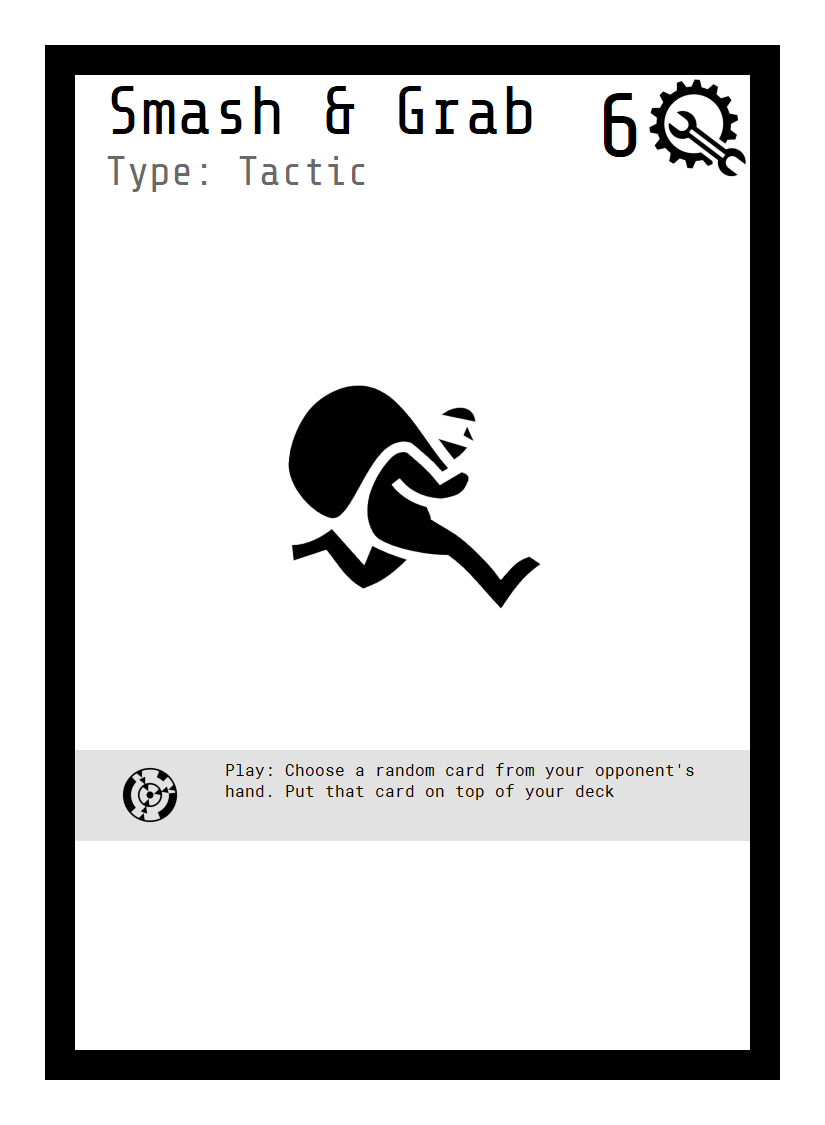 Smash & Grab
6
Type: Tactic
Play: Choose a random card from your opponent's
hand. Put that card on top of your deck